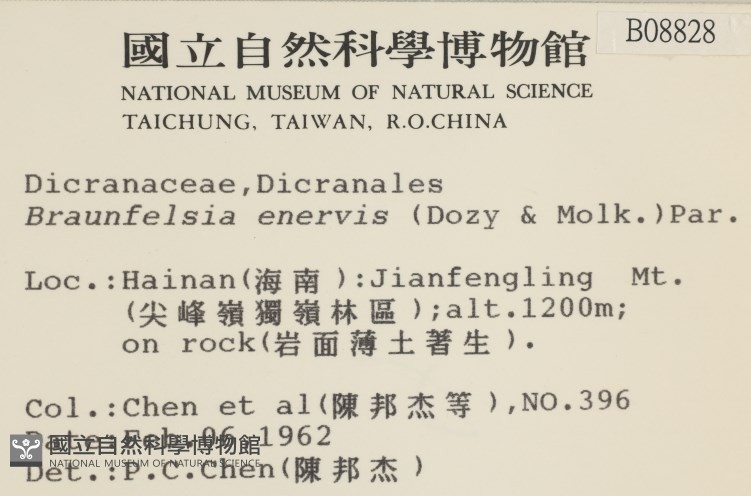 國立自然科學博物館
B08828
NATIONAL MUSEUM OF NATURAL SCIENCE
TAICHUNG, TAIWAN, R.O.CHINA
Dicranaceae,Dicranales
Braunfelsia enervis (Dozy & Molk.)Par.
Loc.:Hainan(海南):Jianfengling Mt.
(尖峰嶺獨嶺林區);alt.1200m;
on rock(岩面薄土著生).
Col.:Chen et al(陳邦杰等),NO.396
Date:Feb.06,1962
國立自然科學博物館
NATIONAL MUSEUM OF NATURAL SCIENCE
Det.:P.C.Chen(陳邦杰)